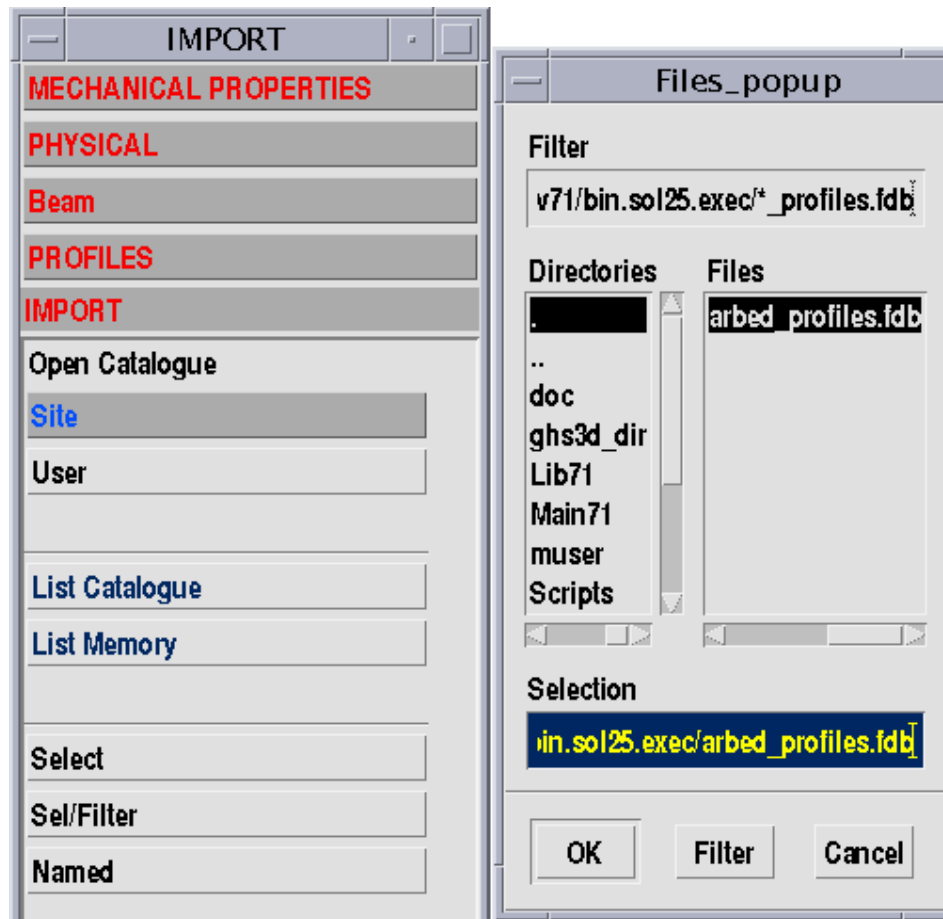 IMPORT
MECHANICAL PROPERTIES
PHYSICAL
Beam
PROFILES
IMPORT
Open Catalogue
Site
User
List Catalogue
List Memory
Select
Sel/Filter
Named
Files_popup
Filter
v71/bin.sol25.exec/*_profiles.fdb
Directories
Files
.
..
doc
ghs3d_dir
Lib71
Main71
muser
Scripts
arbed_profiles.fdb
Selection
bin.sol25.exec/arbed_profiles.fdb
OK
Filter
Cancel